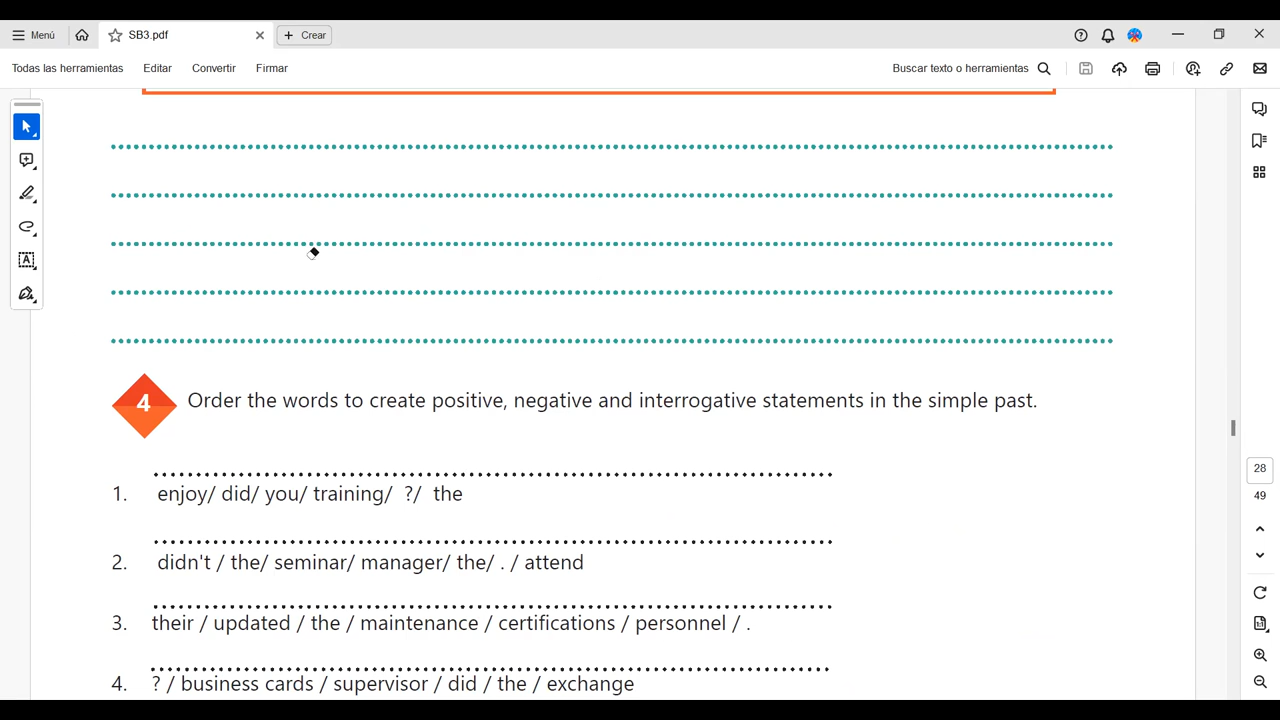 Menú
SB3.pdf
Crear
Todas las herramientas
Editar
Convertir
Firmar
Buscar texto o herramientas
4
Order the words to create positive, negative and interrogative statements in the simple past.
1. enjoy/ did/ you/ training/ ?/ the
2. didn't / the/ seminar/ manager/ the/ . / attend
3. their / updated / the / maintenance / certifications / personnel / .
4. ? / business cards / supervisor / did / the / exchange
28
49